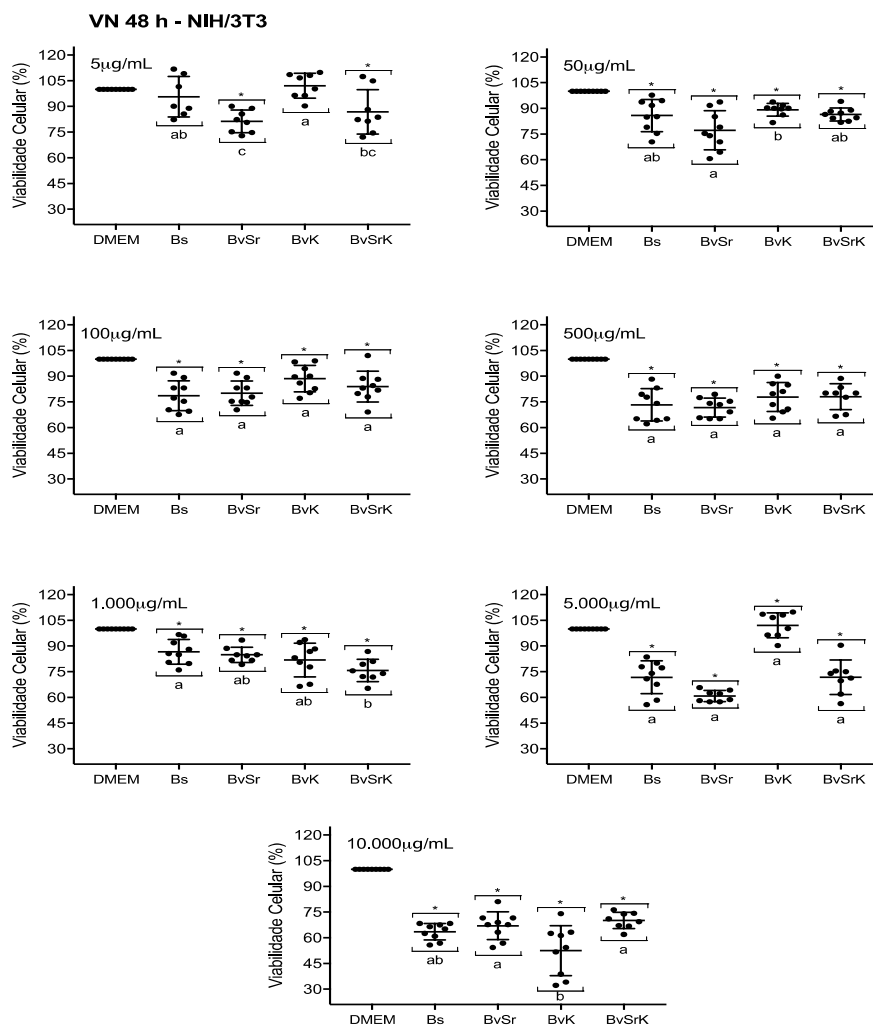 VN 48 h - NIH/3T3
Viabilidade Celular (%)
120
105
90
75
60
45
30
5µg/mL
* *
ab c a bc
DMEM Bs BvSr BvK BvSrK
Viabilidade Celular (%)
120
105
90
75
60
45
30
50µg/mL
* * * *
ab a b ab
DMEM Bs BvSr BvK BvSrK
Viabilidade Celular (%)
120
105
90
75
60
45
30
100µg/mL
* * * *
a a a a
DMEM Bs BvSr BvK BvSrK
Viabilidade Celular (%)
120
105
90
75
60
45
30
500µg/mL
* * * *
a a a a
DMEM Bs BvSr BvK BvSrK
Viabilidade Celular (%)
120
105
90
75
60
45
30
1.000µg/mL
* * * *
a ab ab b
DMEM Bs BvSr BvK BvSrK
Viabilidade Celular (%)
120
105
90
75
60
45
30
5.000µg/mL
* * * *
a a a a
DMEM Bs BvSr BvK BvSrK
Viabilidade Celular (%)
120
105
90
75
60
45
30
10.000µg/mL
* * * *
ab a b a
DMEM Bs BvSr BvK BvSrK